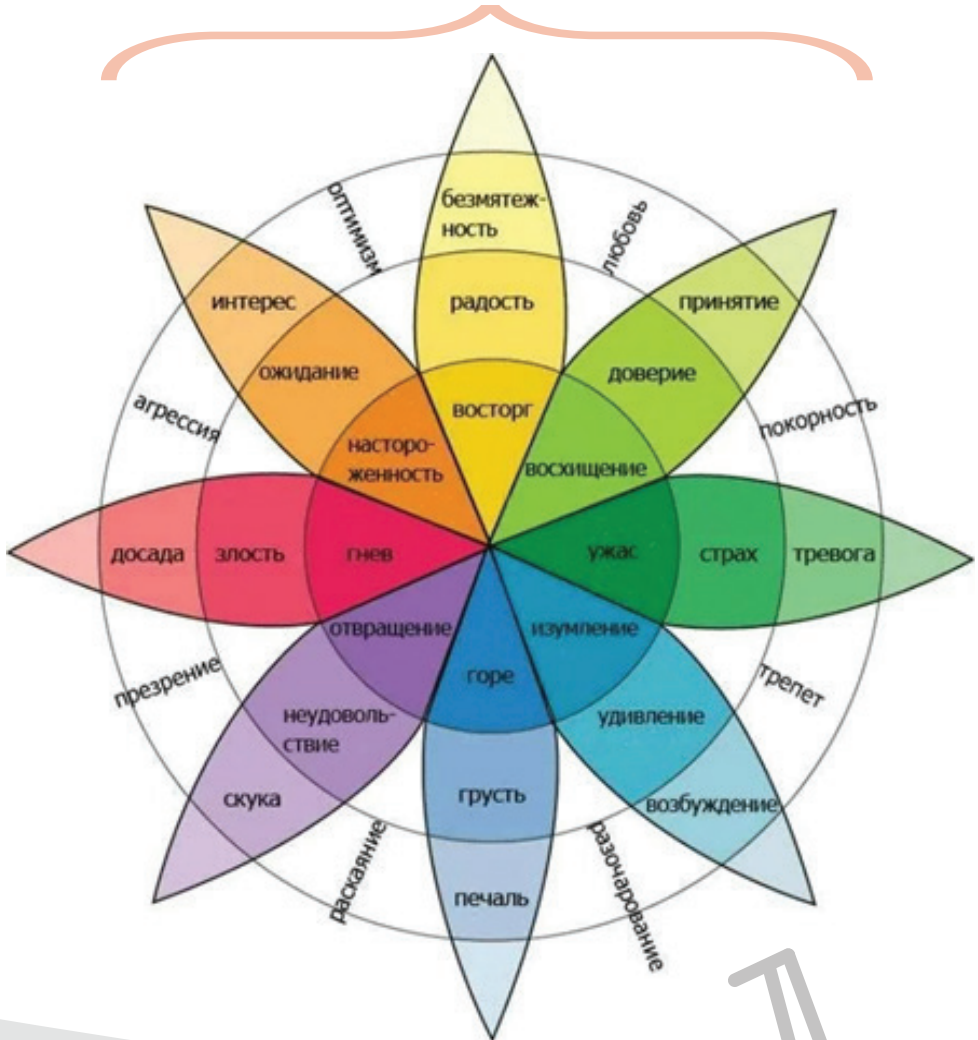 оптимизм
безмятеж-
ность
любовь
интерес
радость
принятие
ожидание
доверие
агрессия
восторг
покорность
насторо-
женность
восхищение
досада
злость
гнев
ужас
страх
тревога
отвращение
изумление
презрение
горе
трепет
неудоволь-
ствие
удивление
скука
грусть
возбуждение
раскаяние
разочарование
печаль